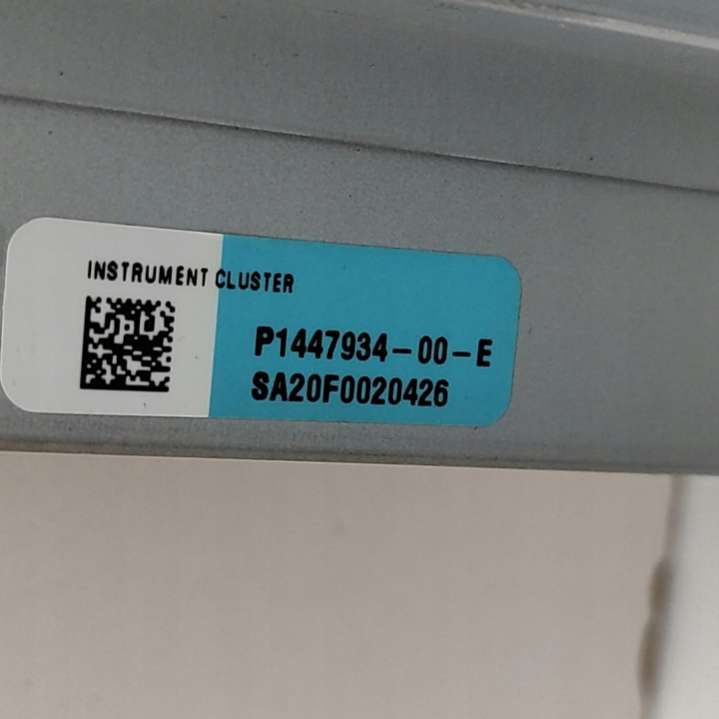 INSTRUMENT CLUSTER
P1447934-00-E
SA20F0020426